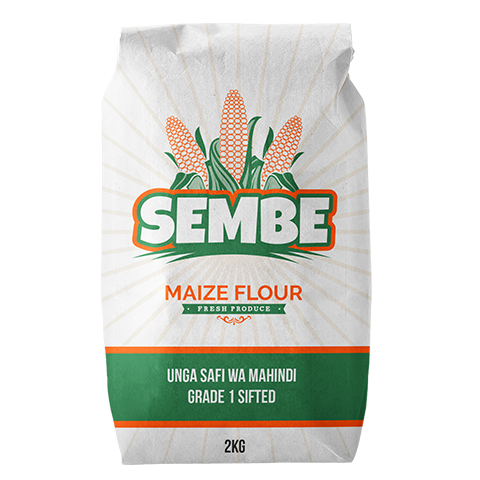 SEMBE
MAIZE FLOUR
FRESH PRODUCE
UNGA SAFI WA MAHINDI
GRADE 1 SIFTED
2KG